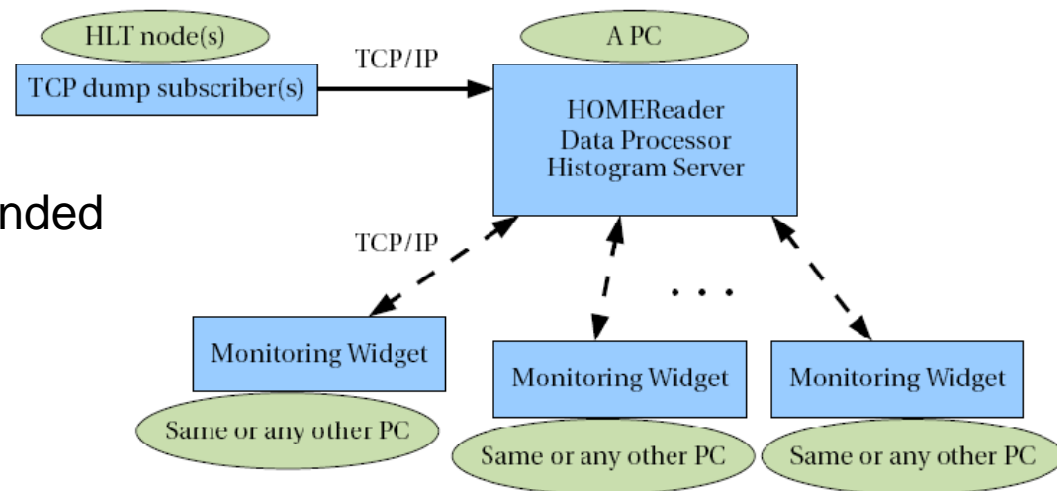 HLT node(s)
A PC
TCP/IP
TCP dump subscriber(s)
HOMEReader
Data Processor
Histogram Server
nded
TCP/IP
. . .
Monitoring Widget
Monitoring Widget
Monitoring Widget
Same or any other PC
Same or any other PC
Same or any other PC